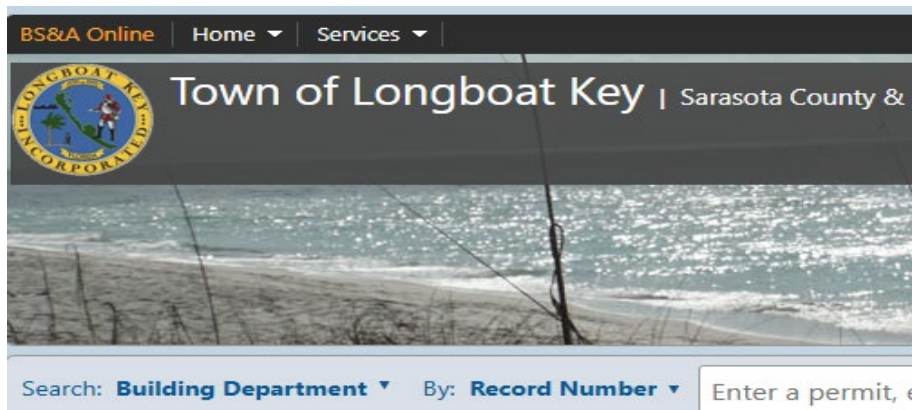 BS&A Online Home Services
Town of Longboat Key | Sarasota County &
LONGBOAT KEY
INCORPORATED
FLORIDA
Search: Building Department By: Record Number Enter a permit, e